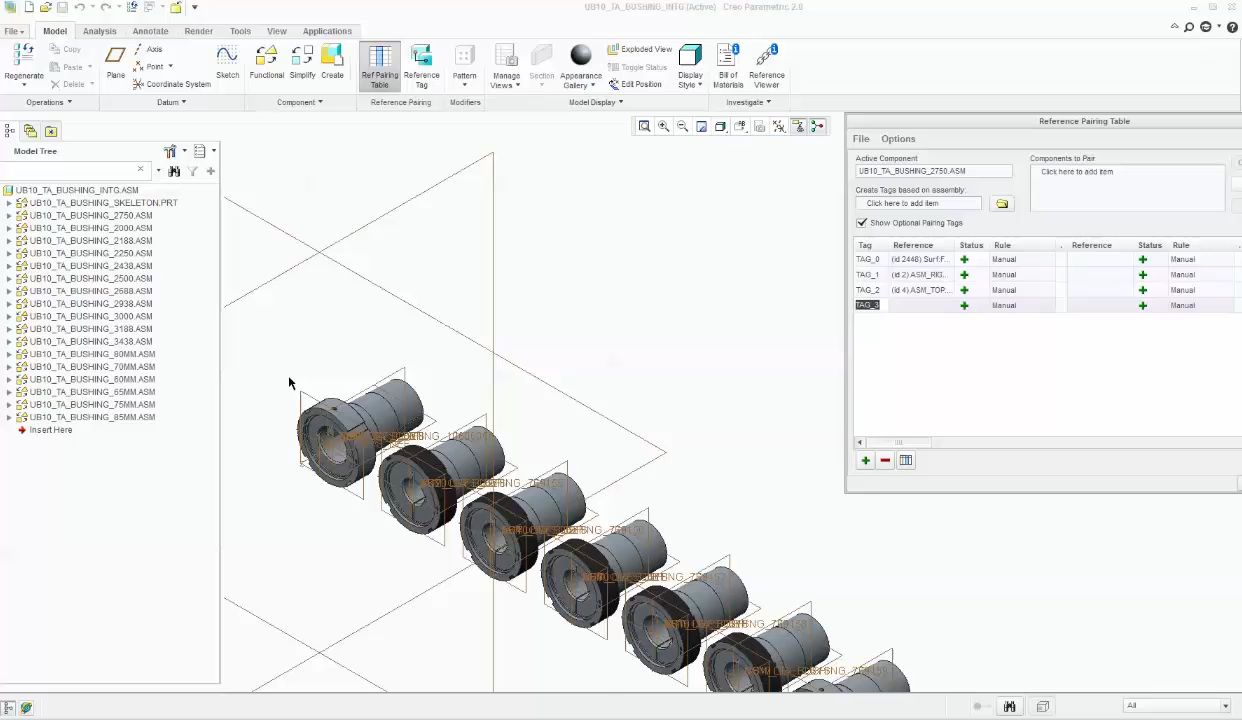 UB10_TA_BUSHING_INTG (Active) - Creo Parametric 2.0
File
Model
Analysis
Annotate
Render
Tools
View
Applications
Regenerate
Copy
Paste
Delete
Plane
Axis
Point
Coordinate System
Sketch
Functional
Simplify
Create
Ref Pairing Table
Reference Tag
Pattern
Manage Views
Section
Appearance Gallery
Exploded View
Toggle Status
Edit Position
Display Style
Bill of Materials
Reference Viewer
Operations
Datum
Component
Reference Pairing
Modifiers
Model Display
Investigate
Model Tree
UB10_TA_BUSHING_INTG.ASM
UB10_TA_BUSHING_SKELETON.PRT
UB10_TA_BUSHING_2750.ASM
UB10_TA_BUSHING_2000.ASM
UB10_TA_BUSHING_2188.ASM
UB10_TA_BUSHING_2250.ASM
UB10_TA_BUSHING_2438.ASM
UB10_TA_BUSHING_2500.ASM
UB10_TA_BUSHING_2688.ASM
UB10_TA_BUSHING_2938.ASM
UB10_TA_BUSHING_3000.ASM
UB10_TA_BUSHING_3188.ASM
UB10_TA_BUSHING_3438.ASM
UB10_TA_BUSHING_80MM.ASM
UB10_TA_BUSHING_70MM.ASM
UB10_TA_BUSHING_60MM.ASM
UB10_TA_BUSHING_65MM.ASM
UB10_TA_BUSHING_75MM.ASM
UB10_TA_BUSHING_85MM.ASM
Insert Here
Reference Pairing Table
File Options
Active Component
UB10_TA_BUSHING_2750.ASM
Components to Pair
Click here to add item
Create Tags based on assembly:
Click here to add item
Show Optional Pairing Tags
Tag Reference Status Rule . Reference Status Rule
TAG_0 (id 2448) Surf:F... Manual Manual
TAG_1 (id 2) ASM_RIG... Manual Manual
TAG_2 (id 4) ASM_TOP:... Manual Manual
TAG_3 Manual Manual
All